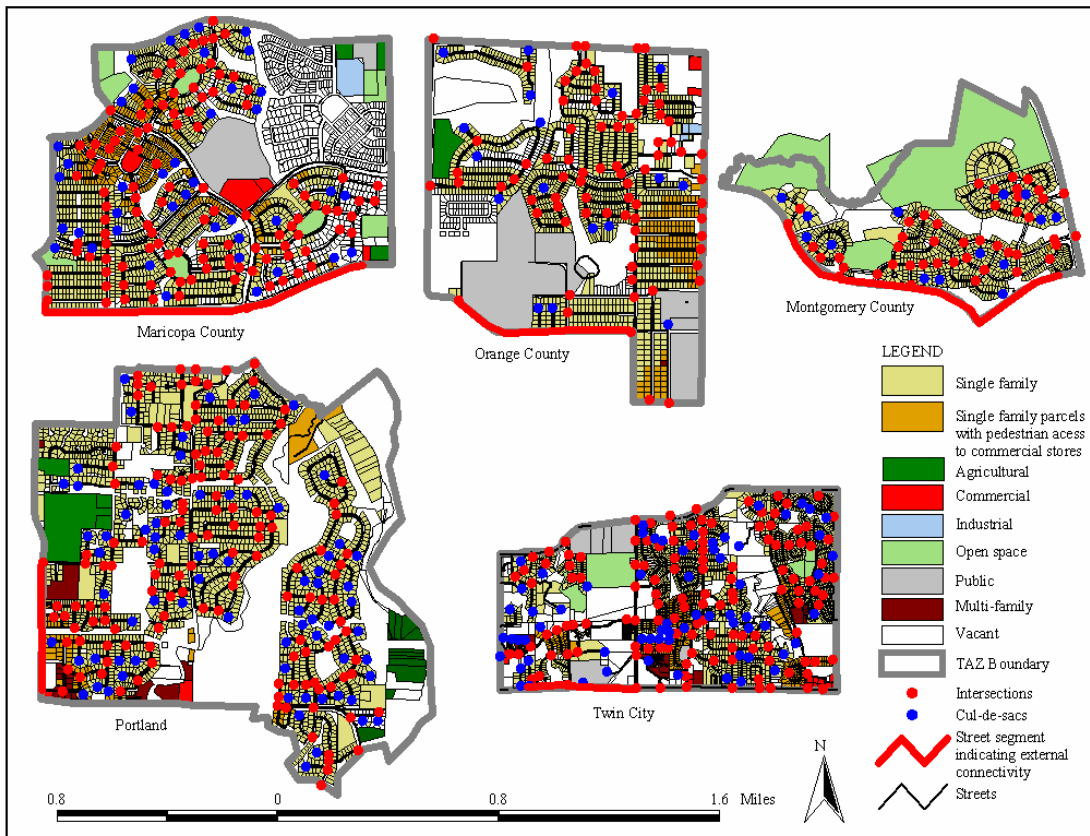 Maricopa County
Orange County
Montgomery County
LEGEND
Single family
Single family parcels
with pedestrian acess
to commercial stores
Agricultural
Commercial
Industrial
Open space
Public
Multi-family
Vacant
TAZ Boundary
Intersections
Cul-de-sacs
Street segment
indicating external
connectivity
Streets
Portland
Twin City
N
0.8 0 0.8 1.6 Miles